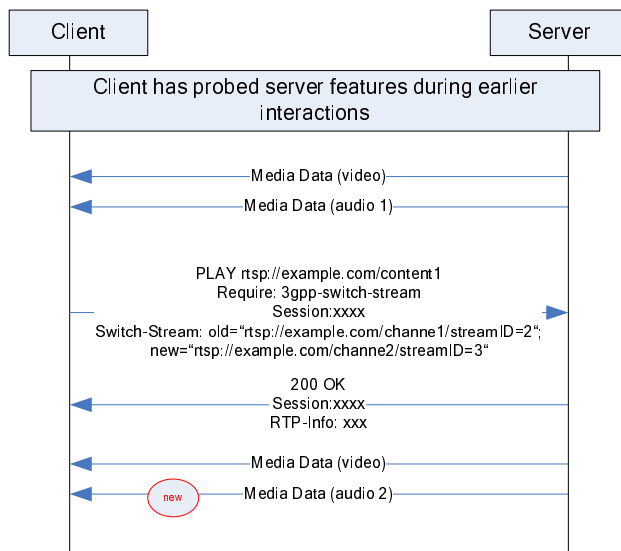 Client
Server
Client has probed server features during earlier
interactions
Media Data (video)
Media Data (audio 1)
PLAY rtsp://example.com/content1
Require: 3gpp-switch-stream
Session:xxxx
Switch-Stream: old=“rtsp://example.com/channe1/streamID=2“;
new=“rtsp://example.com/channe2/streamID=3“
200 OK
Session:xxxx
RTP-Info: xxx
Media Data (video)
new
Media Data (audio 2)